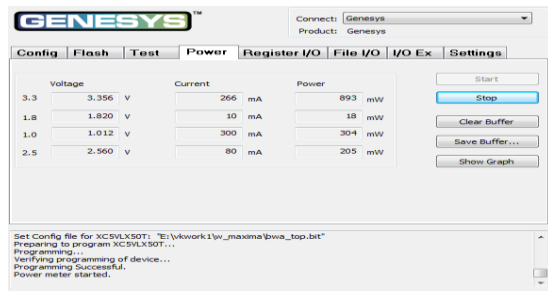 GENESYS™
Connect: Genesys
Product: Genesys
Config Flash Test Power Register I/O File I/O I/O Ex Settings
Voltage Current Power
Start
3.3 3.356 V 266 mA 893 mW
Stop
1.8 1.820 V 10 mA 18 mW
Clear Buffer
1.0 1.012 V 300 mA 304 mW
Save Buffer...
2.5 2.560 V 80 mA 205 mW
Show Graph
Set Config file for XC5VLX50T: "E:\vkwork1\w_maxima\bwa_top.bit"
Preparing to program XC5VLX50T...
Programming...
Verifying programming of device...
Programming Successful.
Power meter started.